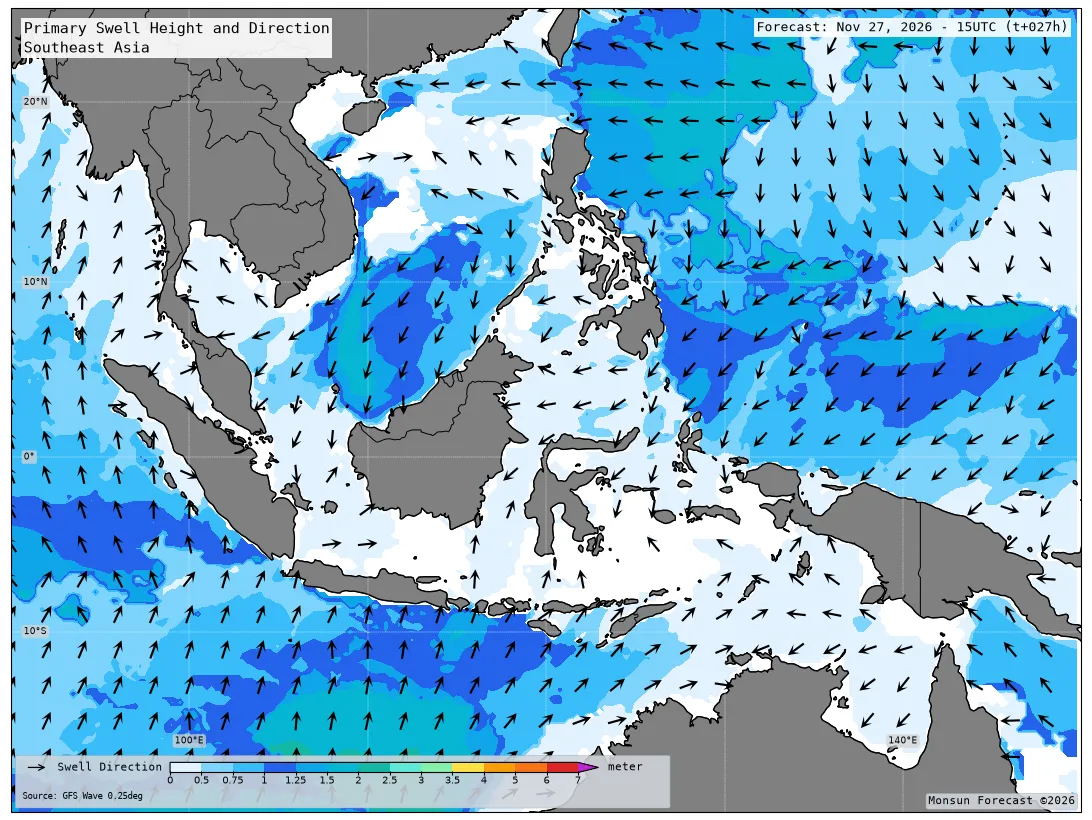 Primary Swell Height and Direction
Southeast Asia
Forecast: Nov 27, 2026 - 15UTC (t+027h)
20°N
10°N
0°
10°S
100°E
140°E
Swell Direction
0 0.5 0.75 1 1.25 1.5 2 2.5 3 3.5 4 5 6 7
meter
Source: GFS Wave 0.25deg
Monsun Forecast ©2026